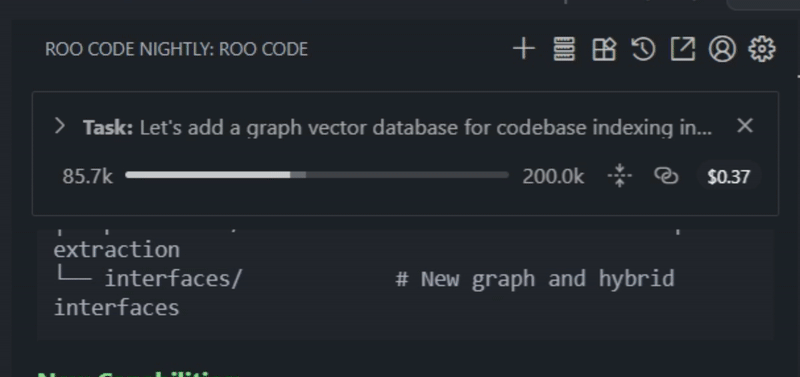 ROO CODE NIGHTLY: ROO CODE
Task: Let's add a graph vector database for codebase indexing in...
85.7k 200.0k $0.37
extraction
└── interfaces/ # New graph and hybrid
interfaces